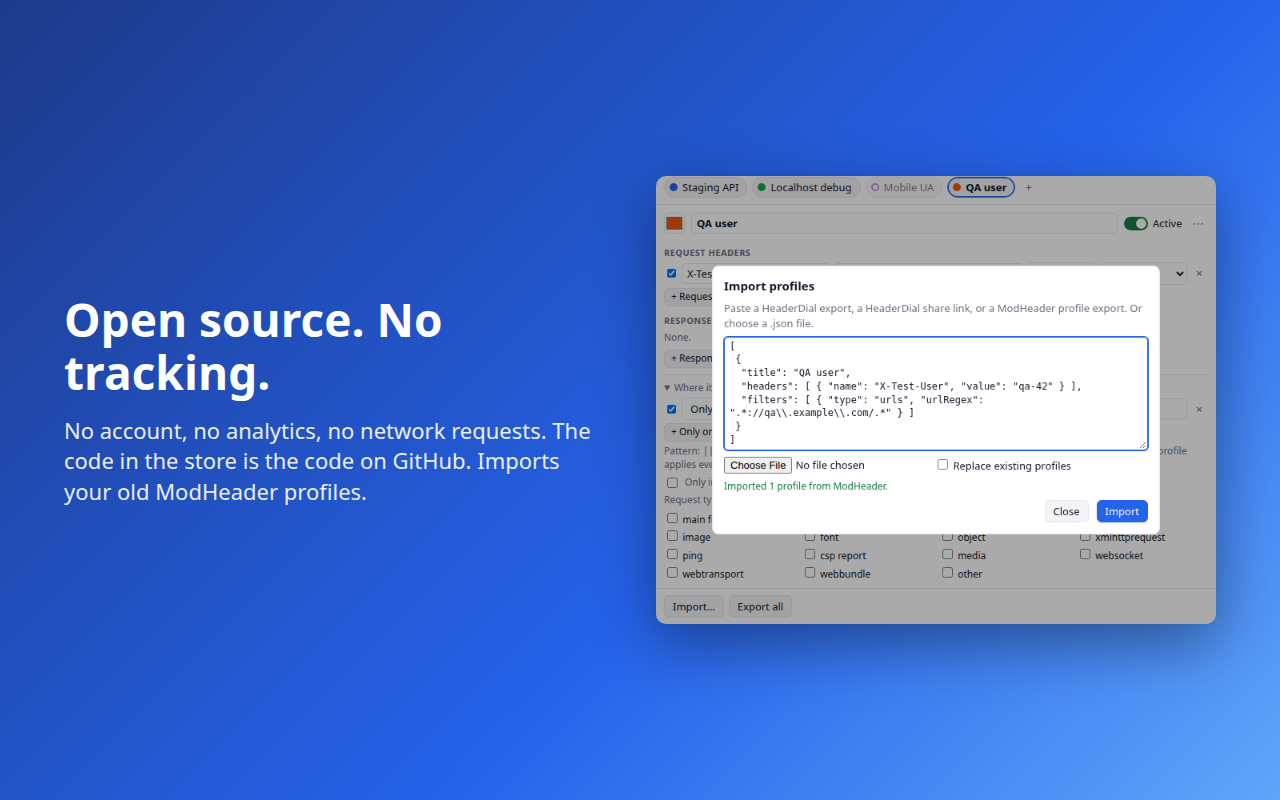 Open source. No
tracking.
No account, no analytics, no network requests. The
code in the store is the code on GitHub. Imports
your old ModHeader profiles.
Staging API
Localhost debug
Mobile UA
QA user
+
QA user
Active
...
REQUEST HEADERS
X-Tes
×
+ Reques
RESPONSE
None.
+ Respon
▾ Where it
Only
×
+ Only on
Pattern: ||
profile
applies eve
Only i
Request ty
main f
image
font
object
xmlhttprequest
ping
csp report
media
websocket
webtransport
webbundle
other
Import...
Export all
Import profiles
Paste a HeaderDial export, a HeaderDial share link, or a ModHeader profile export. Or
choose a .json file.
[
{
"title": "QA user",
"headers": [ { "name": "X-Test-User", "value": "qa-42" } ],
"filters": [ { "type": "urls", "urlRegex":
".*://qa\\.example\\.com/.*" } ]
}
]
Choose File No file chosen
Replace existing profiles
Imported 1 profile from ModHeader.
Close
Import